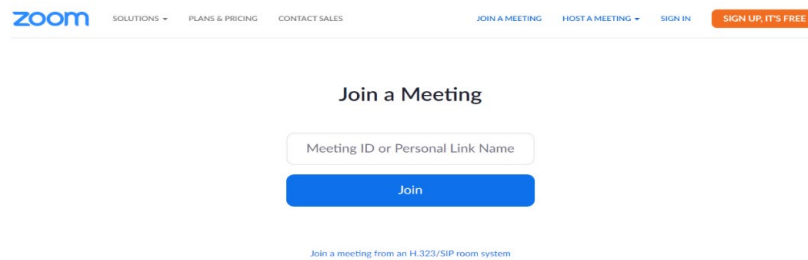 zoom SOLUTIONS PLANS & PRICING CONTACT SALES JOIN A MEETING HOST A MEETING SIGN IN SIGN UP, IT'S FREE
Join a Meeting
Meeting ID or Personal Link Name
Join
Join a meeting from an H.323/SIP room system